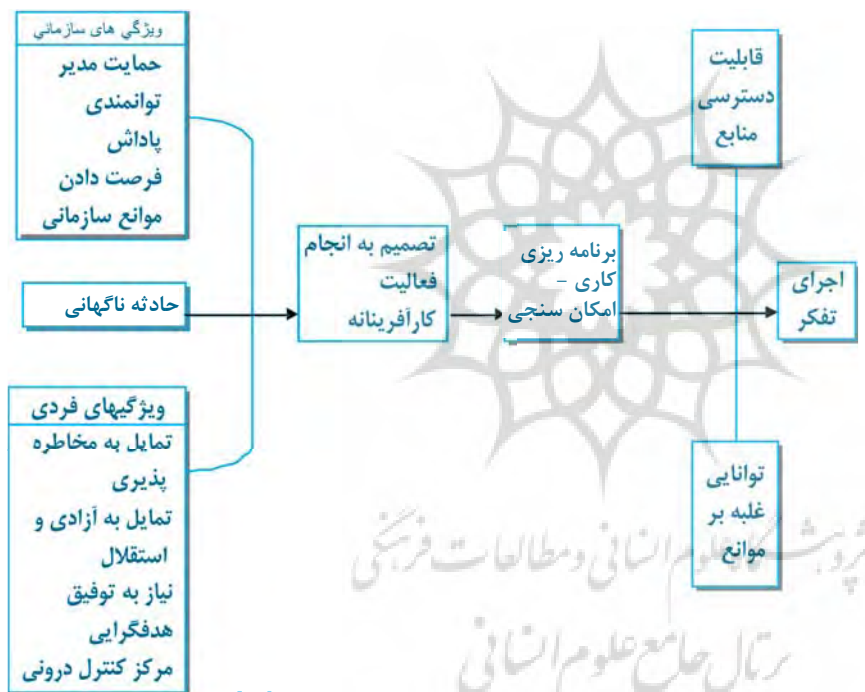 ویژگی های سازمانی
حمایت مدیر
توانمندی
پاداش
فرصت دادن
موانع سازمانی
حادثه ناگهانی
ویژگیهای فردی
تمایل به مخاطره
پذیری
تمایل به آزادی و
استقلال
نیاز به توفیق
هدفگرایی
مرکز کنترل درونی
تصمیم به انجام
فعالیت
کارآفرینانه
برنامه ریزی
کاری -
امکان سنجی
قابلیت
دسترسی
منابع
اجرای
تفکر
توانایی
غلبه بر
موانع
پژوهشگاه علوم انسانی و مطالعات فرهنگی
پرتال جامع علوم انسانی